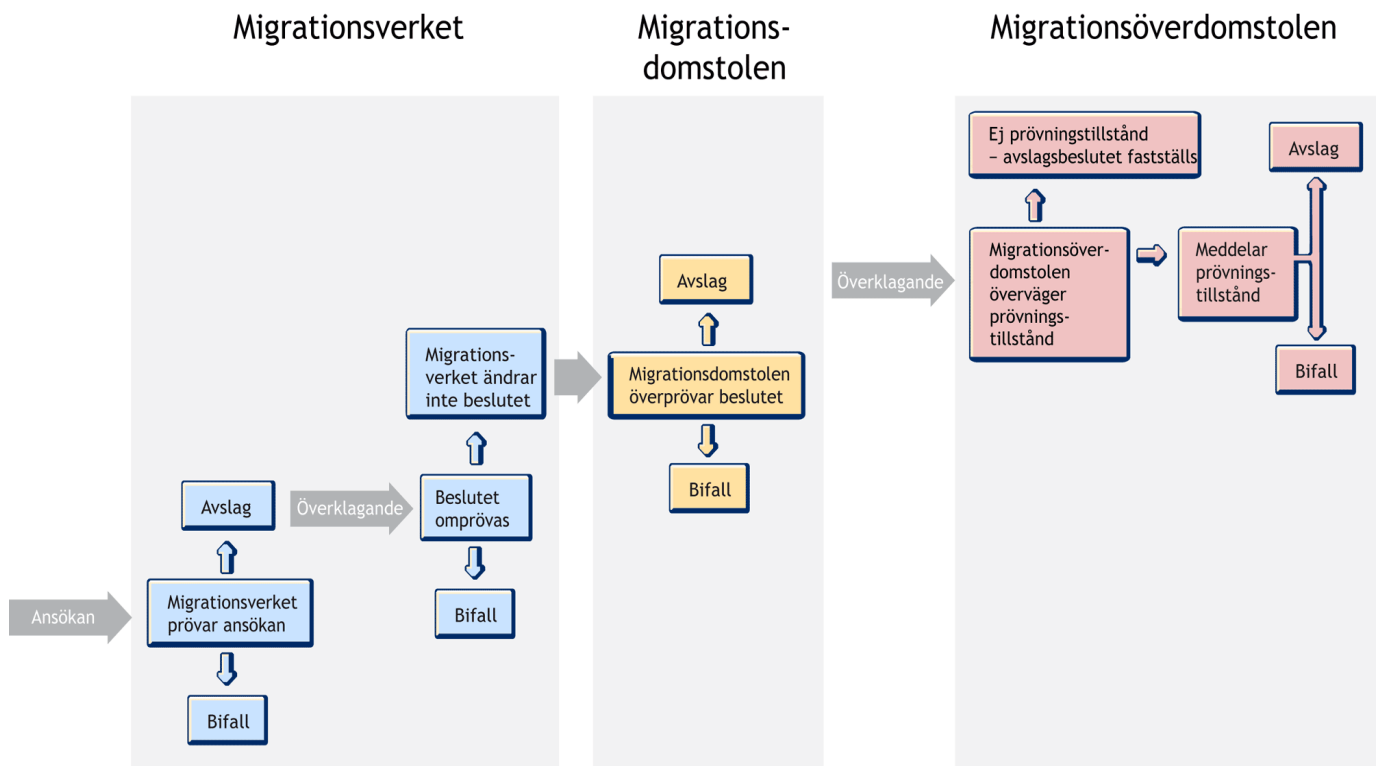 Migrationsverket
Migrations-
domstolen
Migrationsöverdomstolen
Ansökan
Migrationsverket
prövar ansökan
Avslag
Bifall
Överklagande
Beslutet
omprövas
Bifall
Migrations-
verket ändrar
inte beslutet
Migrationsdomstolen
överprövar beslutet
Avslag
Bifall
Överklagande
Migrationsöver-
domstolen
överväger
prövnings-
tillstånd
Ej prövningstillstånd
– avslagsbeslutet fastställs
Meddelar
prövnings-
tillstånd
Avslag
Bifall